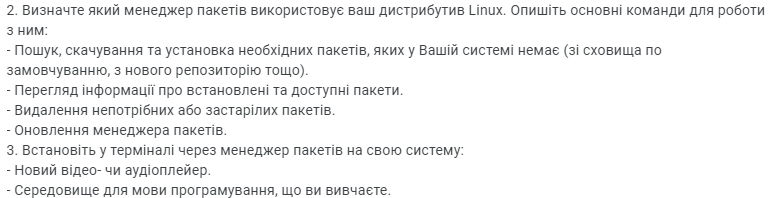 2. Визначте який менеджер пакетів використовує ваш дистрибутив Linux. Опишіть основні команди для роботи
з ним:
- Пошук, скачування та установка необхідних пакетів, яких у Вашій системі немає (зі сховища по
замовчуванню, з нового репозиторію тощо).
- Перегляд інформації про встановлені та доступні пакети.
- Видалення непотрібних або застарілих пакетів.
- Оновлення менеджера пакетів.
3. Встановіть у терміналі через менеджер пакетів на свою систему:
- Новий відео- чи аудіоплейер.
- Середовище для мови програмування, що ви вивчаєте.